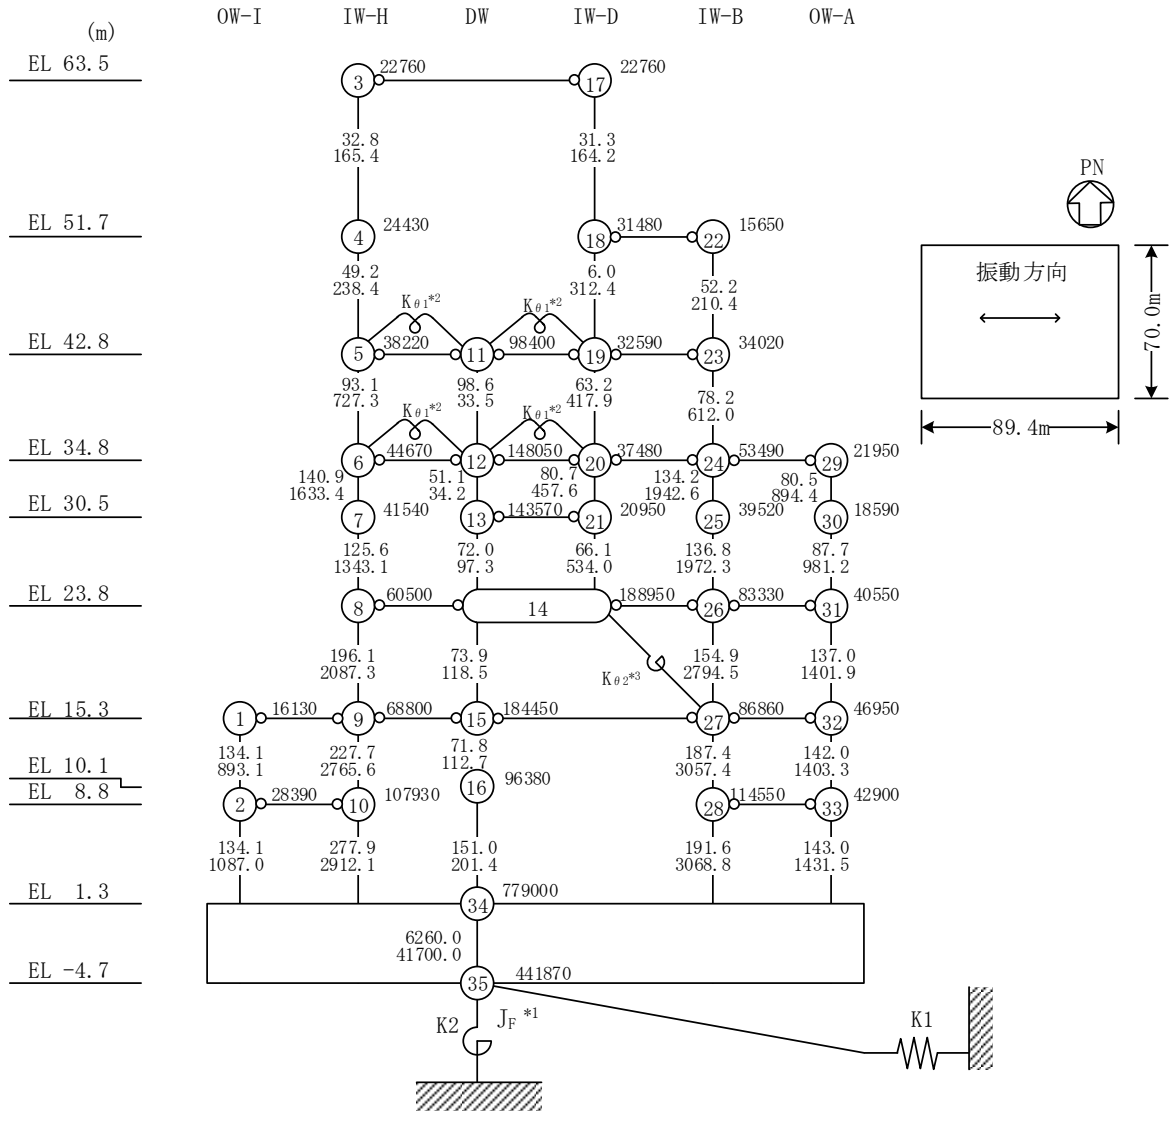 OW-I IW-H DW IW-D IW-B OW-A
(m)
EL 63.5
3 22760 17 22760
32.8 31.3
165.4 164.2
PN
EL 51.7
4 24430 18 31480 22 15650
49.2 6.0 52.2
238.4 312.4 210.4
振動方向
70.0m
89.4m
Kθ1*2 Kθ1*2
EL 42.8
5 38220 11 98400 19 32590 23 34020
93.1 98.6 63.2 78.2
727.3 33.5 417.9 612.0
Kθ1*2 Kθ1*2
EL 34.8
6 44670 12 148050 20 37480 24 53490 29 21950
140.9 51.1 80.7 134.2 80.5
1633.4 34.2 457.6 1942.6 894.4
EL 30.5
7 41540 13 143570 21 20950 25 39520 30 18590
125.6 72.0 66.1 136.8 87.7
1343.1 97.3 534.0 1972.3 981.2
EL 23.8
8 60500 14 188950 26 83330 31 40550
196.1 73.9 154.9 137.0
2087.3 118.5 2794.5 1401.9
Kθ2*3
EL 15.3
1 16130 9 68800 15 184450 27 86860 32 46950
134.1 227.7 71.8 187.4 142.0
893.1 2765.6 112.7 3057.4 1403.3
EL 10.1
16 96380
EL 8.8
2 28390 10 107930 28 114550 33 42900
134.1 277.9 151.0 191.6 143.0
1087.0 2912.1 201.4 3068.8 1431.5
EL 1.3
34 779000
6260.0
41700.0
EL -4.7
35 441870
K2 JF *1 K1